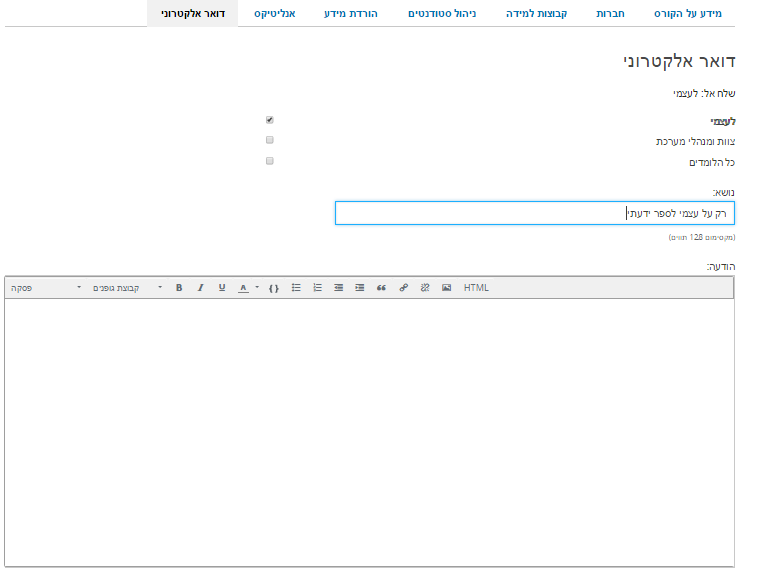 מידע על הקורס חברות קבוצות למידה ניהול סטודנטים הורדת מידע אנליטיקס דואר אלקטרוני
דואר אלקטרוני
שלח אל: לעצמי
לעצמי
צוות ומנהלי מערכת
כל הלומדים
נושא:
רק על עצמי לספר ידעתי
(מקסימום 128 תווים)
הודעה:
פסקה קבוצת גופנים B I U A {} HTML